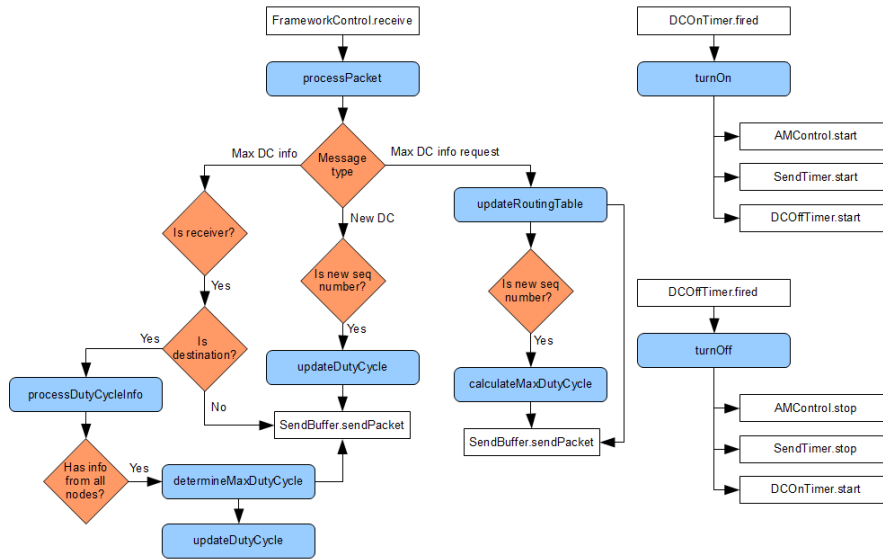 FrameworkControl.receive
DCOnTimer.fired
processPacket
turnOn
Max DC info
Message
type
Max DC info request
AMControl.start
SendTimer.start
updateRoutingTable
DCOffTimer.start
New DC
Is receiver?
Is new seq
number?
Is new seq
number?
DCOffTimer.fired
Yes
Yes
Yes
Yes
Is
destination?
turnOff
updateDutyCycle
processDutyCycleInfo
calculateMaxDutyCycle
No
AMControl.stop
SendBuffer.sendPacket
SendBuffer.sendPacket
SendTimer.stop
Has info
from all
nodes?
Yes
determineMaxDutyCycle
DCOnTimer.start
updateDutyCycle